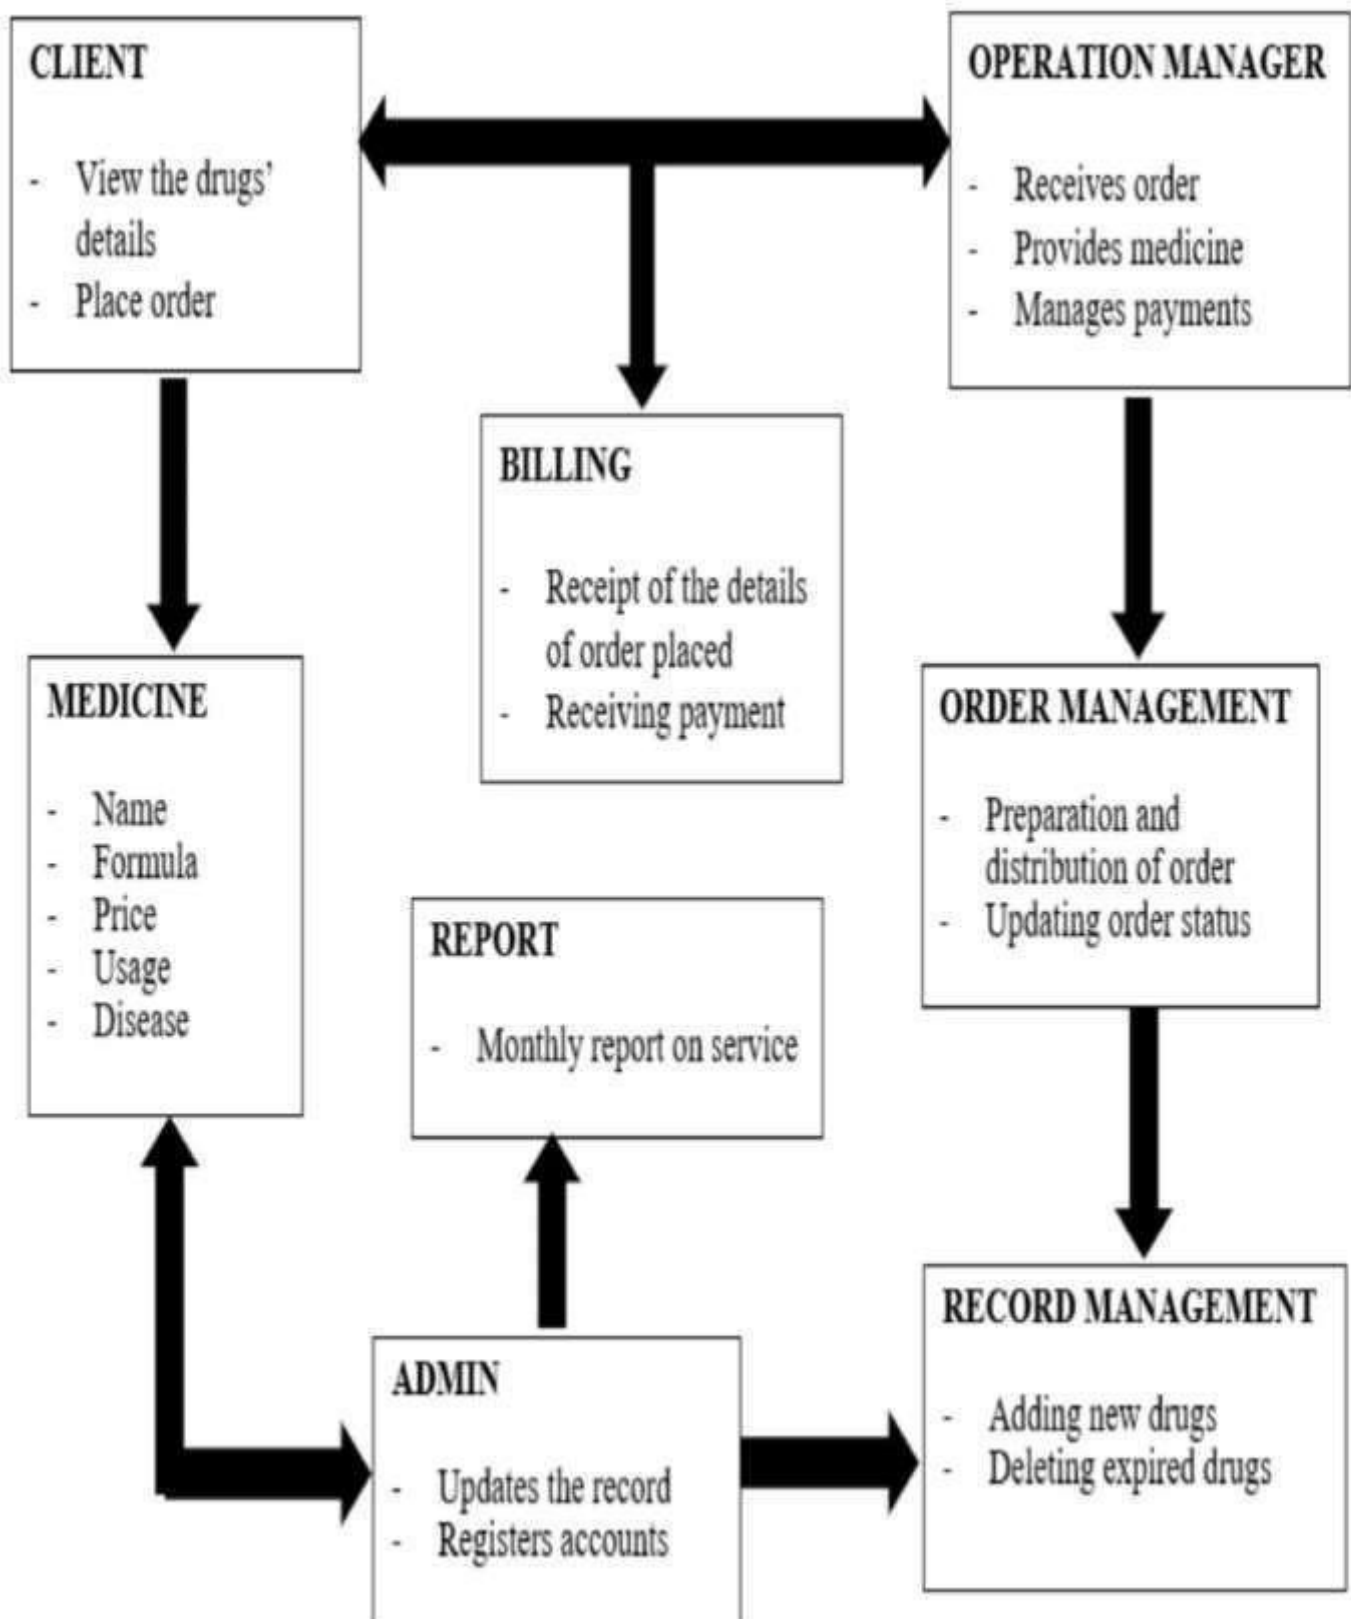 CLIENT
- View the drugs'
details
- Place order
OPERATION MANAGER
- Receives order
- Provides medicine
- Manages payments
BILLING
- Receipt of the details
of order placed
- Receiving payment
MEDICINE
- Name
- Formula
- Price
- Usage
- Disease
ORDER MANAGEMENT
- Preparation and
distribution of order
- Updating order status
REPORT
- Monthly report on service
ADMIN
- Updates the record
- Registers accounts
RECORD MANAGEMENT
- Adding new drugs
- Deleting expired drugs